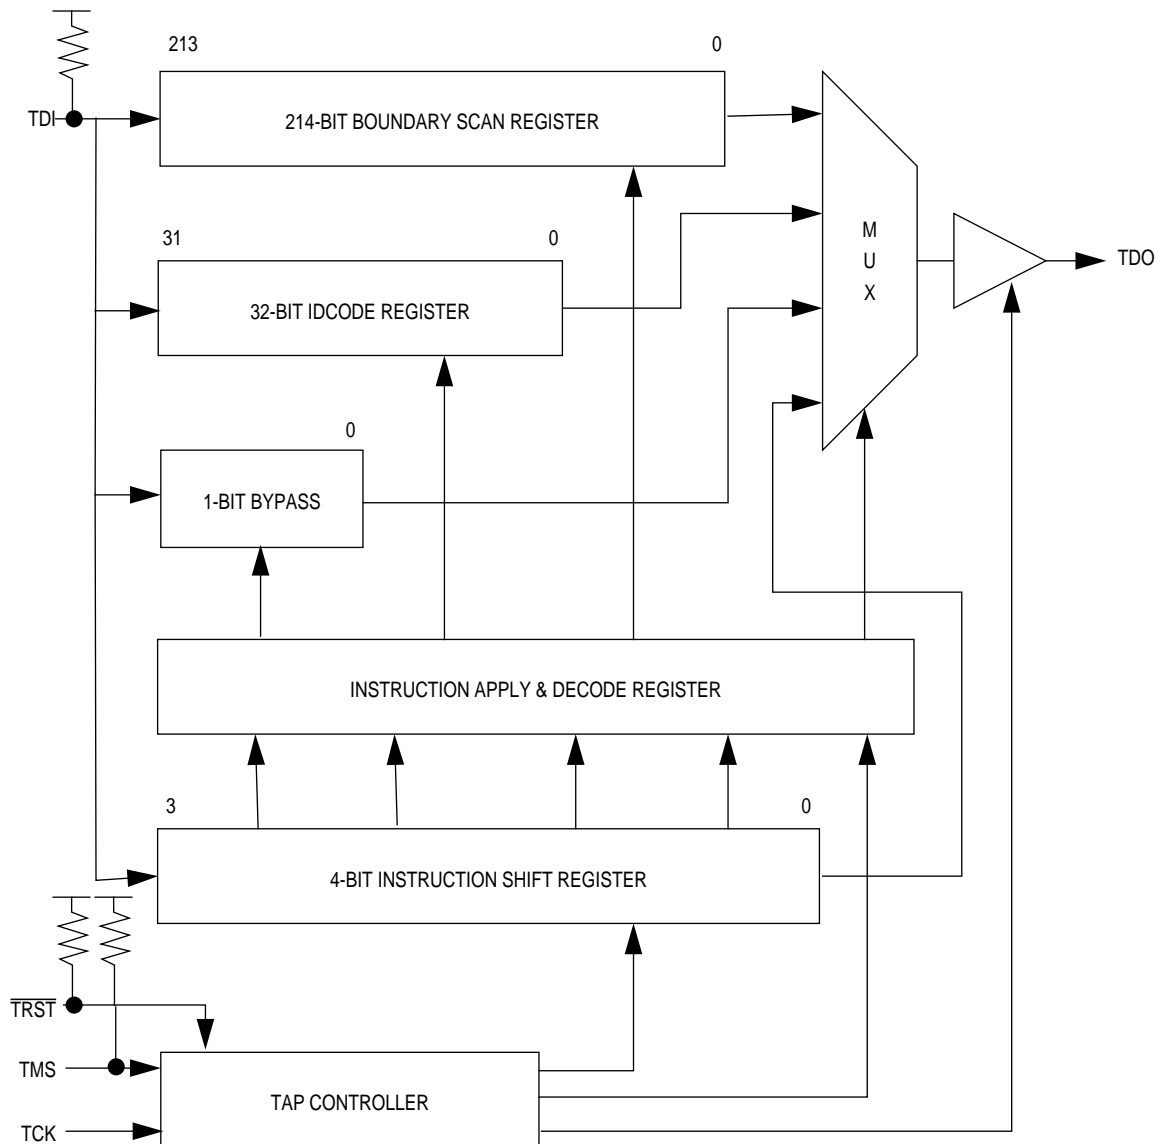 213 0
TDI
214-BIT BOUNDARY SCAN REGISTER
M
U
X
31 0
TDO
32-BIT IDCODE REGISTER
0
1-BIT BYPASS
INSTRUCTION APPLY & DECODE REGISTER
3 0
4-BIT INSTRUCTION SHIFT REGISTER
TRST
TMS
TAP CONTROLLER
TCK